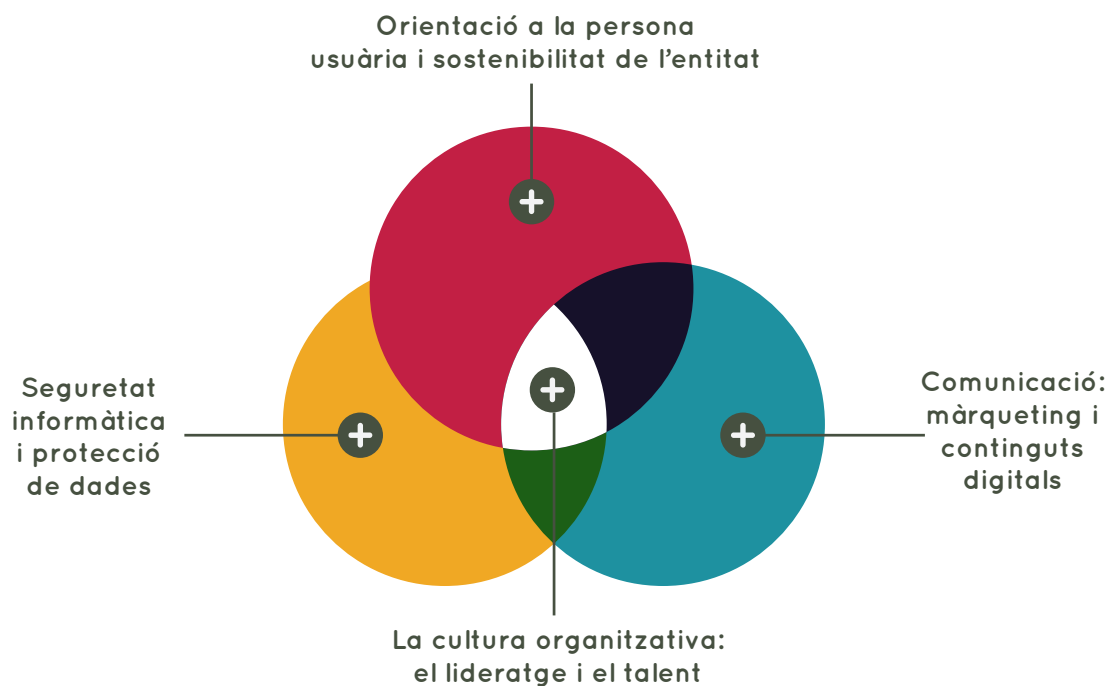 Orientació a la persona
usuària i sostenibilitat de l’entitat
Seguretat
informàtica
i protecció
de dades
Comunicació:
màrqueting i
continguts
digitals
La cultura organitzativa:
el lideratge i el talent